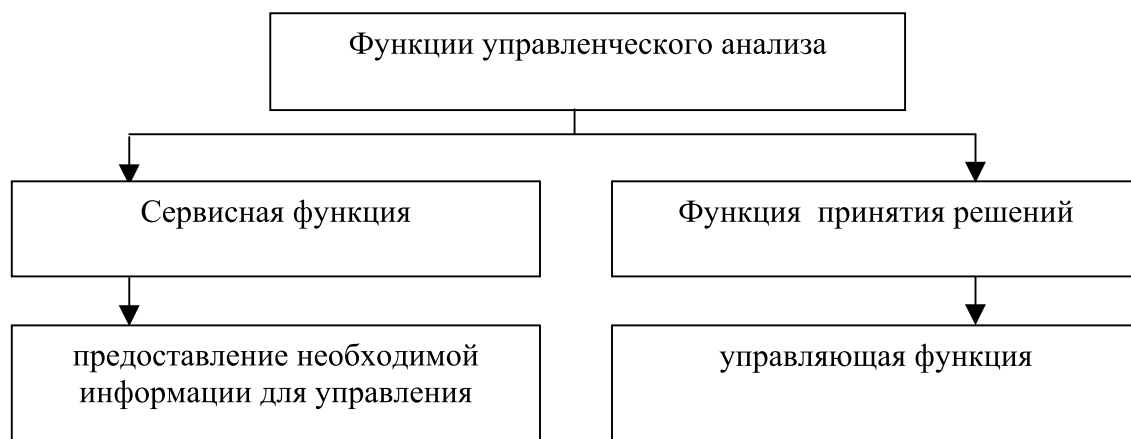 Функции управленческого анализа
Сервисная функция
Функция принятия решений
предоставление необходимой
информации для управления
управляющая функция